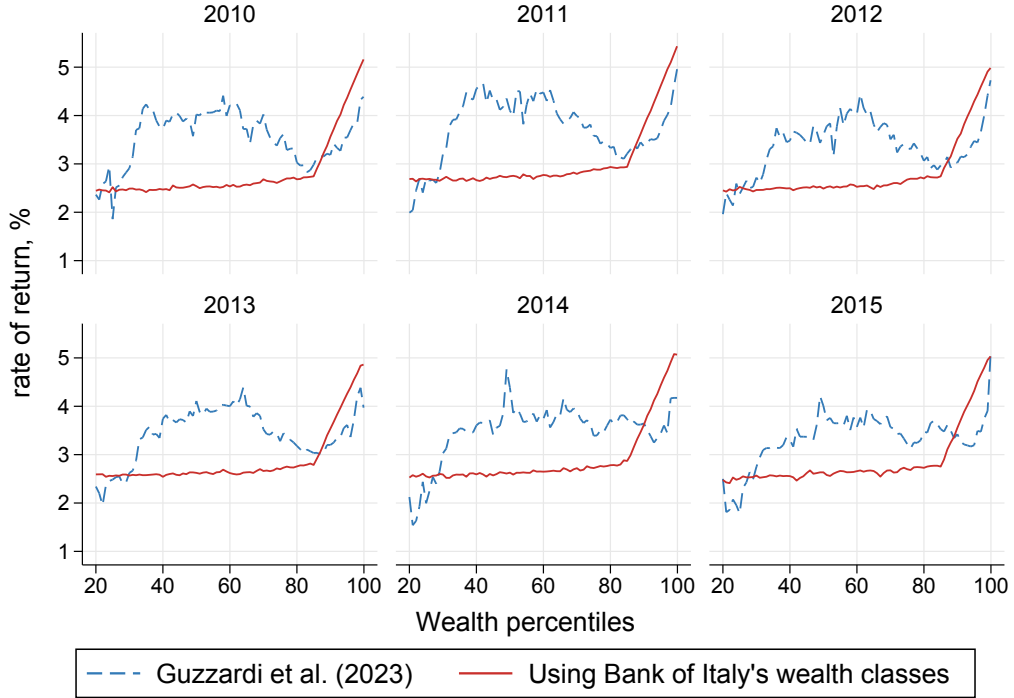 2010 2011 2012
5
4
3
2
1
2013 2014 2015
5
4
3
2
1
20 40 60 80 100 20 40 60 80 100 20 40 60 80 100
rate of return, %
Wealth percentiles
Guzzardi et al. (2023) Using Bank of Italy's wealth classes